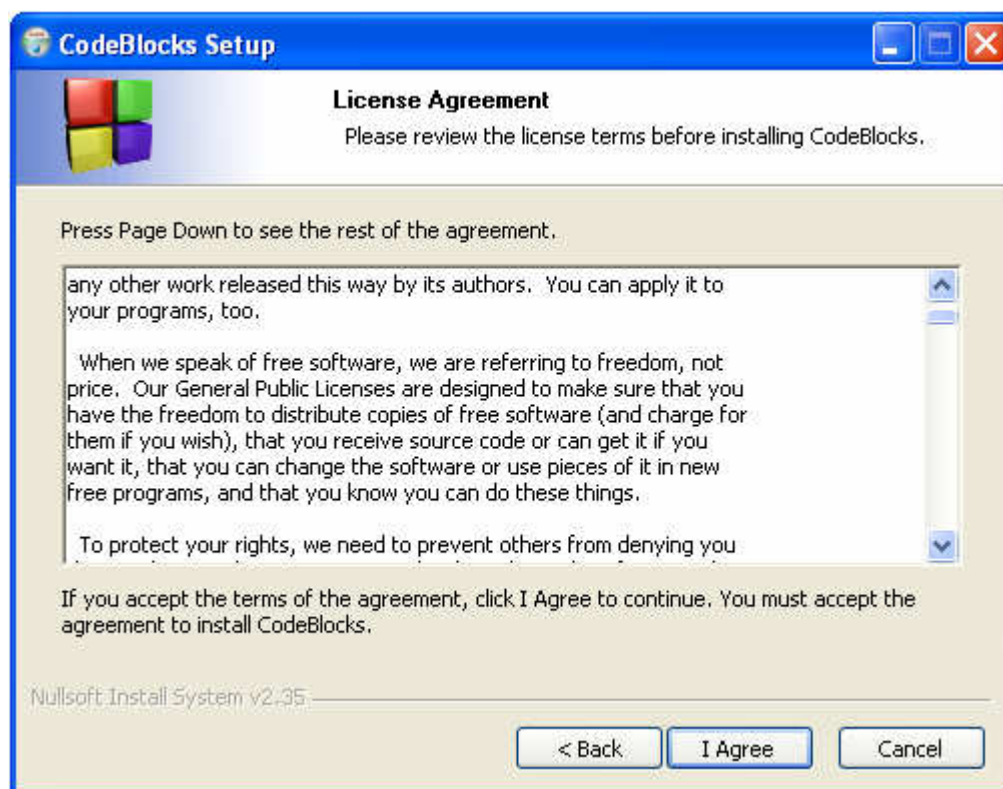 CodeBlocks Setup
License Agreement
Please review the license terms before installing CodeBlocks.
Press Page Down to see the rest of the agreement.
any other work released this way by its authors.  You can apply it to
your programs, too.
When we speak of free software, we are referring to freedom, not
price.  Our General Public Licenses are designed to make sure that you
have the freedom to distribute copies of free software (and charge for
them if you wish), that you receive source code or can get it if you
want it, that you can change the software or use pieces of it in new
free programs, and that you know you can do these things.
To protect your rights, we need to prevent others from denying you
If you accept the terms of the agreement, click I Agree to continue. You must accept the
agreement to install CodeBlocks.
Nullsoft Install System v2.35
< Back
I Agree
Cancel